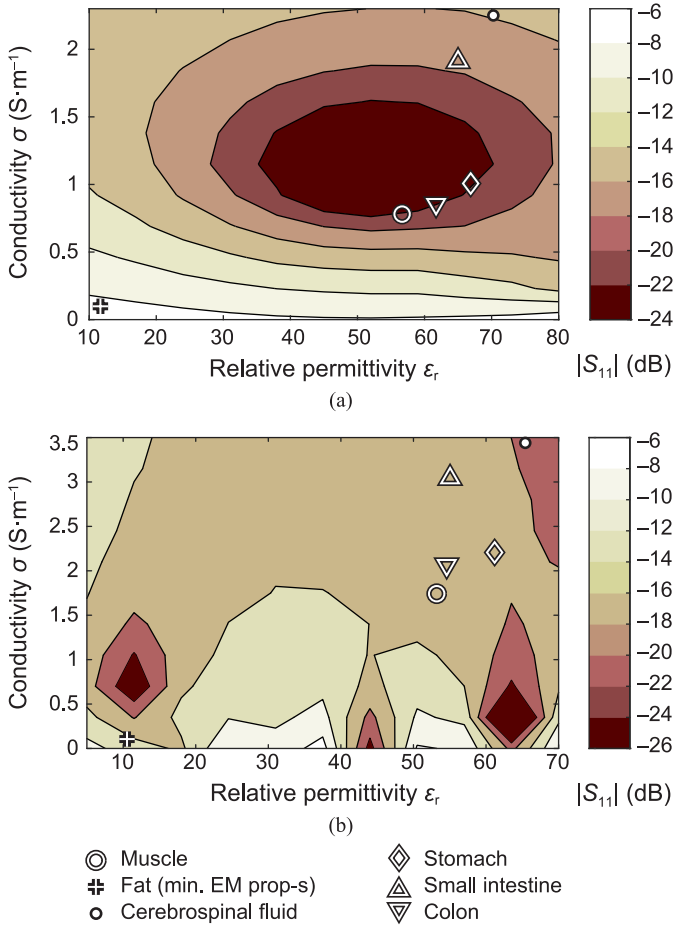 2
1.5
1
0.5
0
Conductivity σ (S·m⁻¹)
10 20 30 40 50 60 70 80
Relative permittivity εr
(a)
−6
−8
−10
−12
−14
−16
−18
−20
−22
−24
|S11| (dB)
3.5
3
2.5
2
1.5
1
0.5
0
Conductivity σ (S·m⁻¹)
10 20 30 40 50 60 70
Relative permittivity εr
(b)
−6
−8
−10
−12
−14
−16
−18
−20
−22
−24
−26
|S11| (dB)
Muscle
Fat (min. EM prop-s)
Cerebrospinal fluid
Stomach
Small intestine
Colon